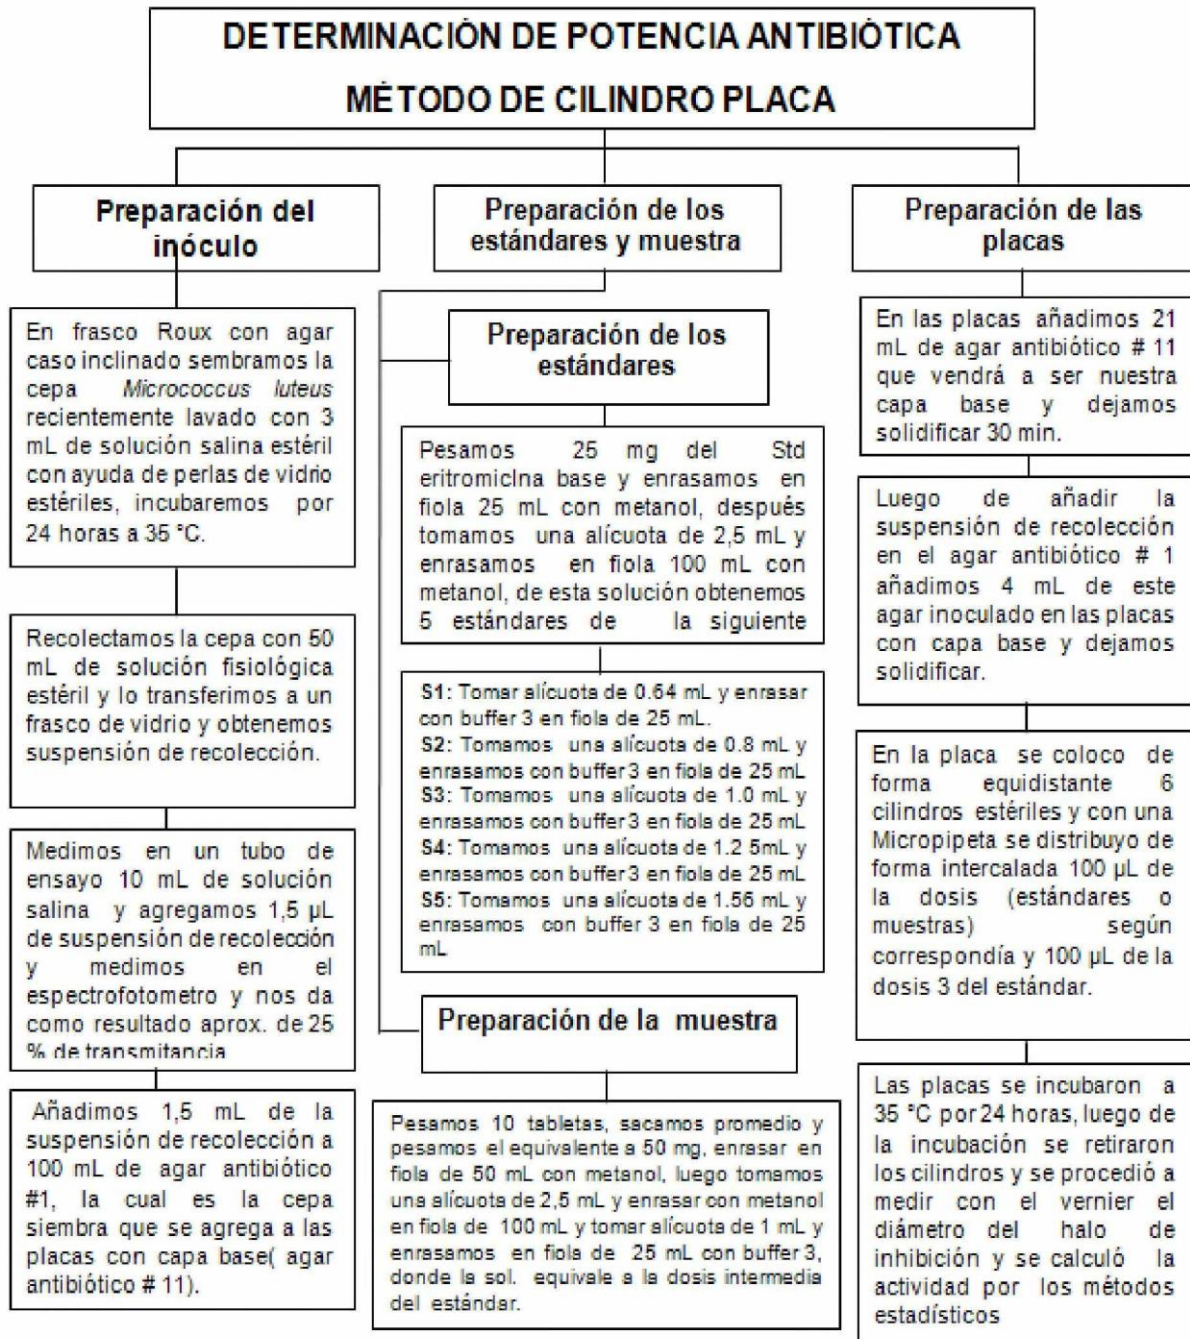 DETERMINACIÓN DE POTENCIA ANTIBIÓTICA
MÉTODO DE CILINDRO PLACA
Preparación del
inóculo
En frasco Roux con agar
caso inclinado sembramos la
cepa Micrococcus luteus
recientemente lavado con 3
mL de solución salina estéril
con ayuda de perlas de vidrio
estériles, incubaremos por
24 horas a 35 °C.
Recolectamos la cepa con 50
mL de solución fisiológica
estéril y lo transferimos a un
frasco de vidrio y obtenemos
suspensión de recolección.
Medimos en un tubo de
ensayo 10 mL de solución
salina y agregamos 1,5 µL
de suspensión de recolección
y medimos en el
espectrofotometro y nos da
como resultado aprox. de 25
% de transmitancia
Añadimos 1,5 mL de la
suspensión de recolección a
100 mL de agar antibiótico
#1, la cual es la cepa
siembra que se agrega a las
placas con capa base( agar
antibiótico # 11).
Preparación de los
estándares y muestra
Preparación de los
estándares
Pesamos 25 mg del Std
eritromicIna base y enrasamos en
fiola 25 mL con metanol, después
tomamos una alícuota de 2,5 mL y
enrasamos en fiola 100 mL con
metanol, de esta solución obtenemos
5 estándares de la siguiente
S1: Tomar alícuota de 0.64 mL y enrasar
con buffer 3 en fiola de 25 mL.
S2: Tomamos una alícuota de 0.8 mL y
enrasamos con buffer 3 en fiola de 25 mL
S3: Tomamos una alícuota de 1.0 mL y
enrasamos con buffer 3 en fiola de 25 mL
S4: Tomamos una alícuota de 1.2 5mL y
enrasamos con buffer 3 en fiola de 25 mL
S5: Tomamos una alícuota de 1.56 mL y
enrasamos con buffer 3 en fiola de 25
mL
Preparación de la muestra
Pesamos 10 tabletas, sacamos promedio y
pesamos el equivalente a 50 mg, enrasar en
fiola de 50 mL con metanol, luego tomamos
una alícuota de 2,5 mL y enrasar con metanol
en fiola de 100 mL y tomar alícuota de 1 mL y
enrasamos en fiola de 25 mL con buffer 3,
donde la sol. equivale a la dosis intermedia
del estándar.
Preparación de las
placas
En las placas añadimos 21
mL de agar antibiótico # 11
que vendrá a ser nuestra
capa base y dejamos
solidificar 30 min.
Luego de añadir la
suspensión de recolección
en el agar antibiótico # 1
añadimos 4 mL de este
agar inoculado en las placas
con capa base y dejamos
solidificar.
En la placa se coloco de
forma equidistante 6
cilindros estériles y con una
Micropipeta se distribuyo de
forma intercalada 100 µL de
la dosis (estándares o
muestras) según
correspondía y 100 µL de la
dosis 3 del estándar.
Las placas se incubaron a
35 °C por 24 horas, luego de
la incubación se retiraron
los cilindros y se procedió a
medir con el vernier el
diámetro del halo de
inhibición y se calculó la
actividad por los métodos
estadísticos